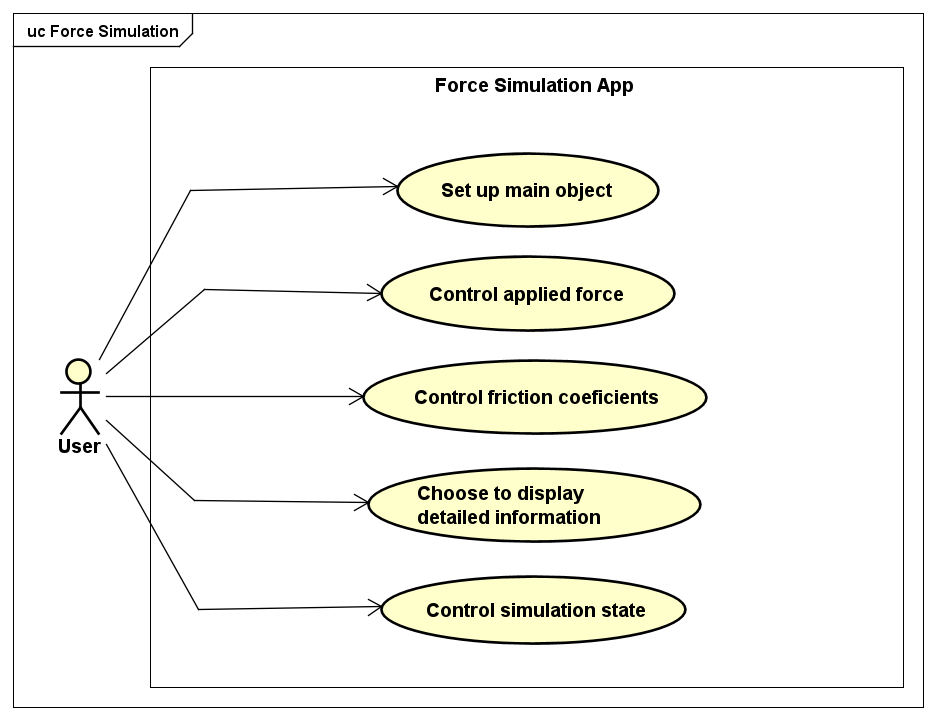 uc Force Simulation
Force Simulation App
Set up main object
Control applied force
Control friction coeficients
User
Choose to display
detailed information
Control simulation state